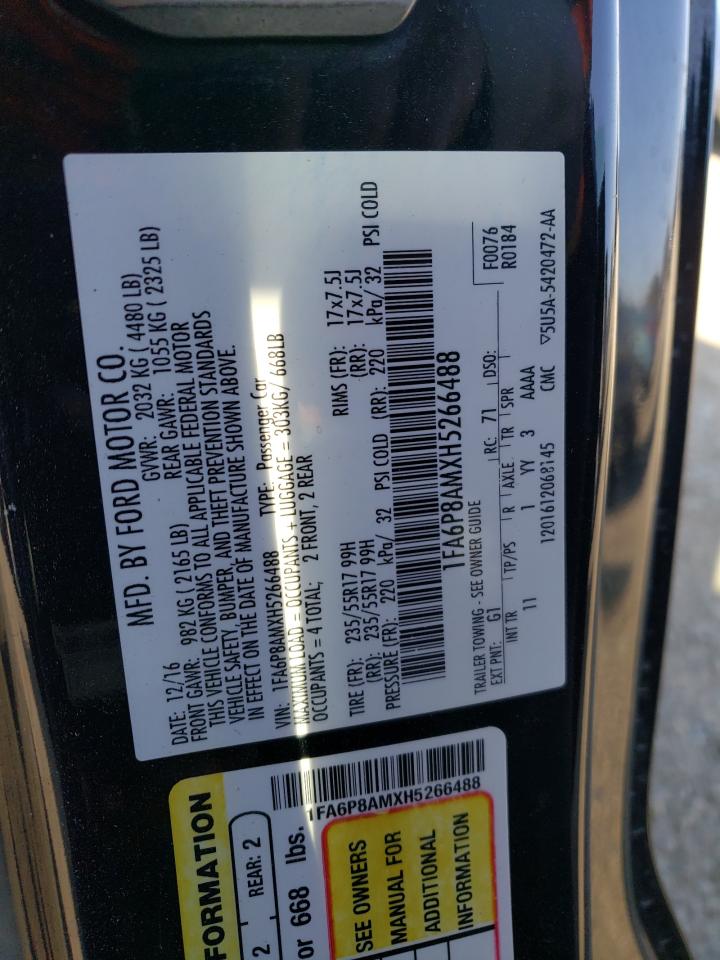 MFD. BY FORD MOTOR CO.
DATE: 12/16 GVWR: 2032 KG ( 4480 LB)
FRONT GAWR: 982 KG ( 2165 LB) REAR GAWR: 1055 KG ( 2325 LB)
THIS VEHICLE CONFORMS TO ALL APPLICABLE FEDERAL MOTOR
VEHICLE SAFETY, BUMPER, AND THEFT PREVENTION STANDARDS
IN EFFECT ON THE DATE OF MANUFACTURE SHOWN ABOVE.
VIN: 1FA6P8AMXH5266488 TYPE: Passenger Car
MAXIMUM LOAD = OCCUPANTS + LUGGAGE = 303KG/ 668LB
OCCUPANTS = 4 TOTAL; 2 FRONT, 2 REAR
TIRE (FR): 235/55R17 99H RIMS (FR): 17x7.5J
(RR): 235/55R17 99H (RR): 17x7.5J
PRESSURE (FR): 220 kPa/ 32 PSI COLD (RR): 220 kPa/ 32 PSI COLD
1FA6P8AMXH5266488
TRAILER TOWING - SEE OWNER GUIDE
EXT PNT: G1 RC: 71 DSO: F0076
INT TR TP/PS R AXLE TR SPR R0184
11 1 YY 3 AAAA
1201612068145 CMC ▽5U5A-5420472-AA
FORMATION
2 REAR: 2
or 668 lbs.
1FA6P8AMXH5266488
SEE OWNERS
MANUAL FOR
ADDITIONAL
INFORMATION